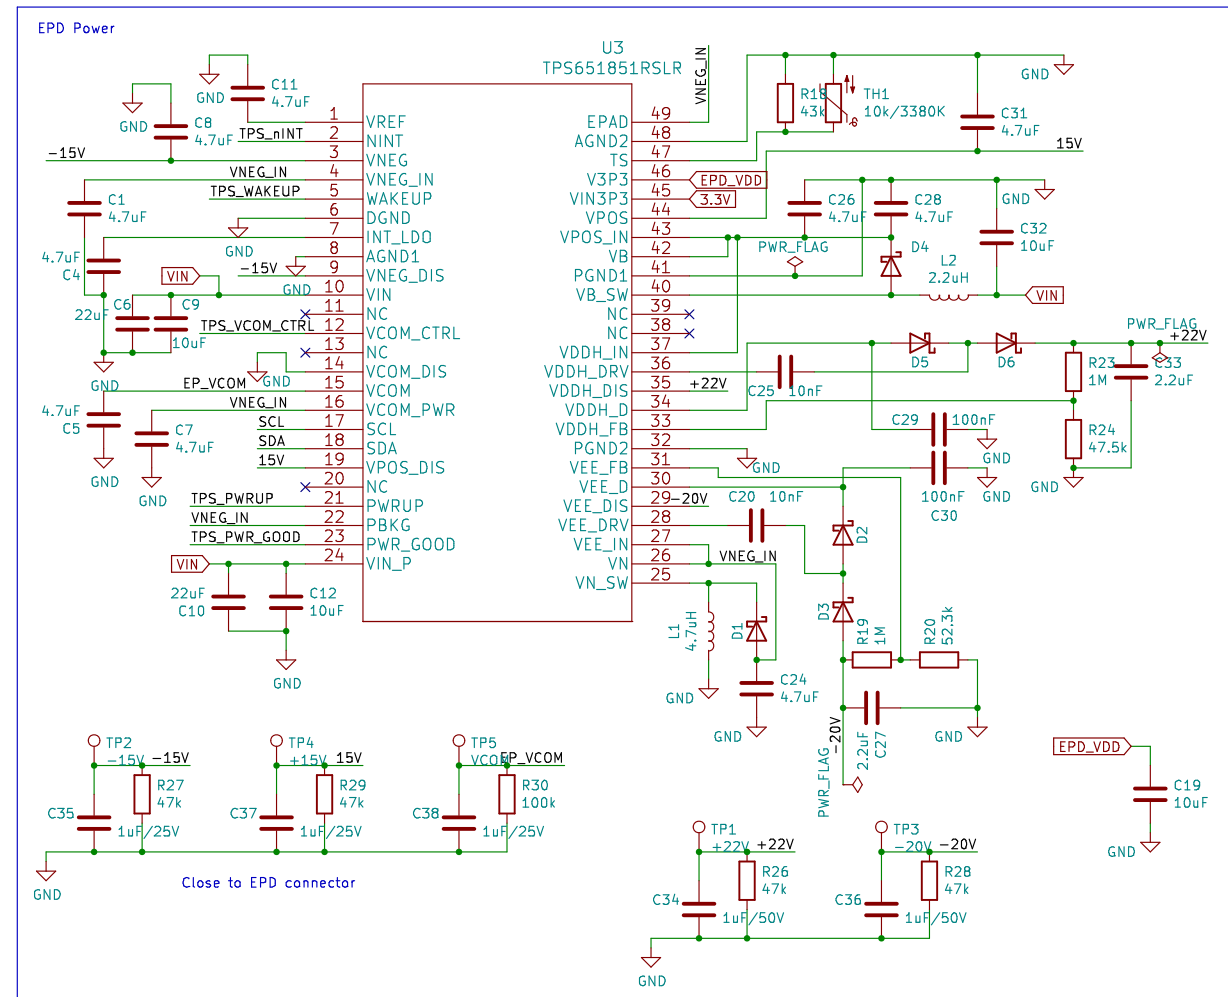 EPD Power
U3
TPS651851RSLR
GND
C11
4.7uF
GND
C8
4.7uF
TPS_nINT
-15V
VNEG_IN
TPS_WAKEUP
C1
4.7uF
GND
4.7uF
C4
VIN
-15V
GND
C6
22uF
C9
10uF
TPS_VCOM_CTRL
GND
GND
EP_VCOM
4.7uF
C5
VNEG_IN
C7
4.7uF
SCL
SDA
15V
GND
GND
TPS_PWRUP
VNEG_IN
TPS_PWR_GOOD
VIN
22uF
C10
C12
10uF
GND
1 VREF
2 NINT
3 VNEG
4 VNEG_IN
5 WAKEUP
6 DGND
7 INT_LDO
8 AGND1
9 VNEG_DIS
10 VIN
11 NC
12 VCOM_CTRL
13 NC
14 VCOM_DIS
15 VCOM
16 VCOM_PWR
17 SCL
18 SDA
19 VPOS_DIS
20 NC
21 PWRUP
22 PBKG
23 PWR_GOOD
24 VIN_P
EPAD 49
AGND2 48
TS 47
V3P3 46
VIN3P3 45
VPOS 44
VPOS_IN 43
VB 42
PGND1 41
VB_SW 40
NC 39
NC 38
VDDH_IN 37
VDDH_DRV 36
VDDH_DIS 35
VDDH_D 34
VDDH_FB 33
PGND2 32
VEE_FB 31
VEE_D 30
VEE_DIS 29
VEE_DRV 28
VEE_IN 27
VN 26
VN_SW 25
VNEG_IN
R18
43k
TH1
10k/3380K
GND
C31
4.7uF
15V
EPD_VDD
3.3V
C26
4.7uF
C28
4.7uF
GND
PWR_FLAG
D4
C32
10uF
L2
2.2uH
VIN
PWR_FLAG
+22V
D5
D6
C25
10nF
R23
1M
C33
2.2uF
+22V
C29
100nF
GND
R24
47.5k
GND
GND
100nF
C30
GND
-20V
C20
10nF
D2
VNEG_IN
D3
L1
4.7uH
D1
R19
1M
R20
52.3k
GND
C24
4.7uF
GND
-20V
2.2uF
C27
GND
PWR_FLAG
TP2
-15V
-15V
R27
47k
C35
1uF/25V
TP4
+15V
15V
R29
47k
C37
1uF/25V
TP5
VCOM
EP_VCOM
R30
100k
C38
1uF/25V
GND
Close to EPD connector
TP1
+22V
+22V
R26
47k
C34
1uF/50V
TP3
-20V
-20V
R28
47k
C36
1uF/50V
GND
EPD_VDD
C19
10uF
GND